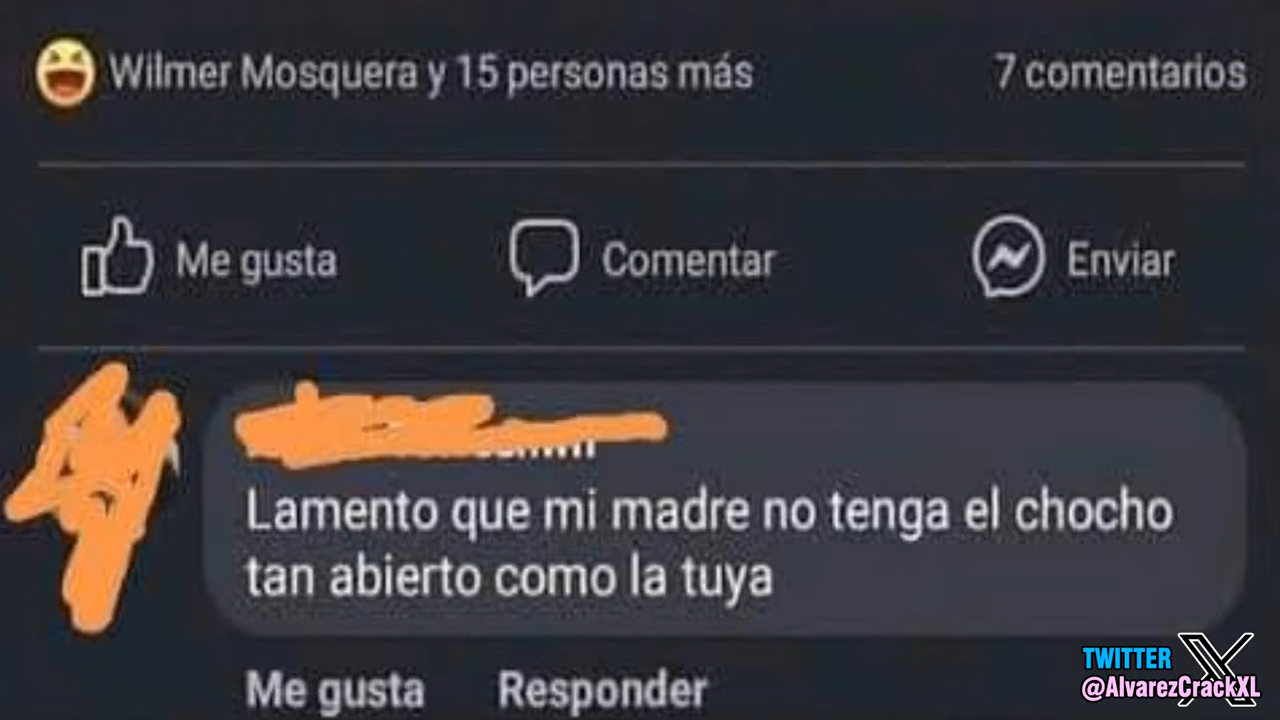 Wilmer Mosquera y 15 personas más
7 comentarios
Me gusta
Comentar
Enviar
Lamento que mi madre no tenga el chocho
tan abierto como la tuya
Me gusta
Responder
TWITTER
@AlvarezCrackXL